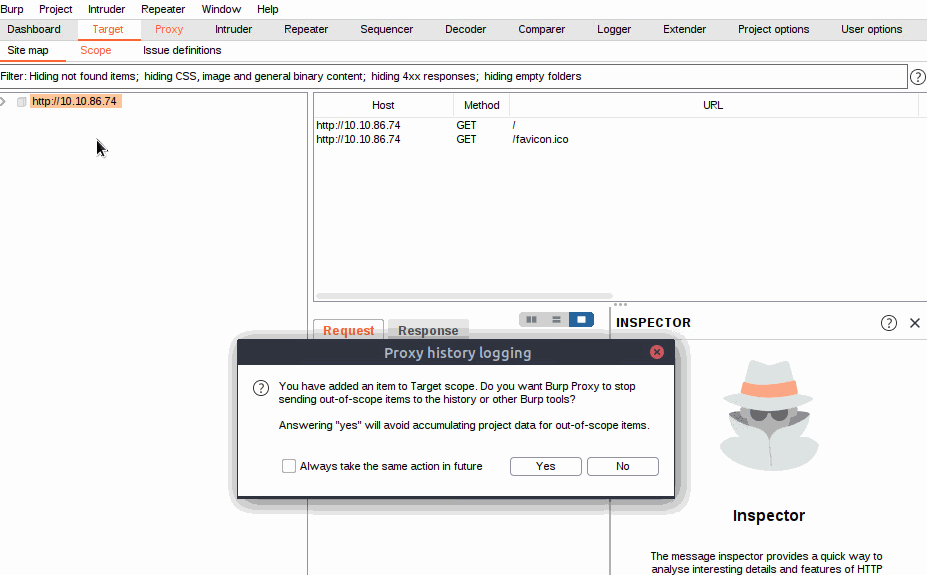 Burp Project Intruder Repeater Window Help
Dashboard Target Proxy Intruder Repeater Sequencer Decoder Comparer Logger Extender Project options User options
Site map Scope Issue definitions
Filter: Hiding not found items; hiding CSS, image and general binary content; hiding 4xx responses; hiding empty folders ?
http://10.10.86.74
Host Method URL
http://10.10.86.74 GET /
http://10.10.86.74 GET /favicon.ico
Request Response
INSPECTOR ?
Proxy history logging
? You have added an item to Target scope. Do you want Burp Proxy to stop
sending out-of-scope items to the history or other Burp tools?
Answering "yes" will avoid accumulating project data for out-of-scope items.
Always take the same action in future Yes No
Inspector
The message inspector provides a quick way to
analyse interesting details and features of HTTP